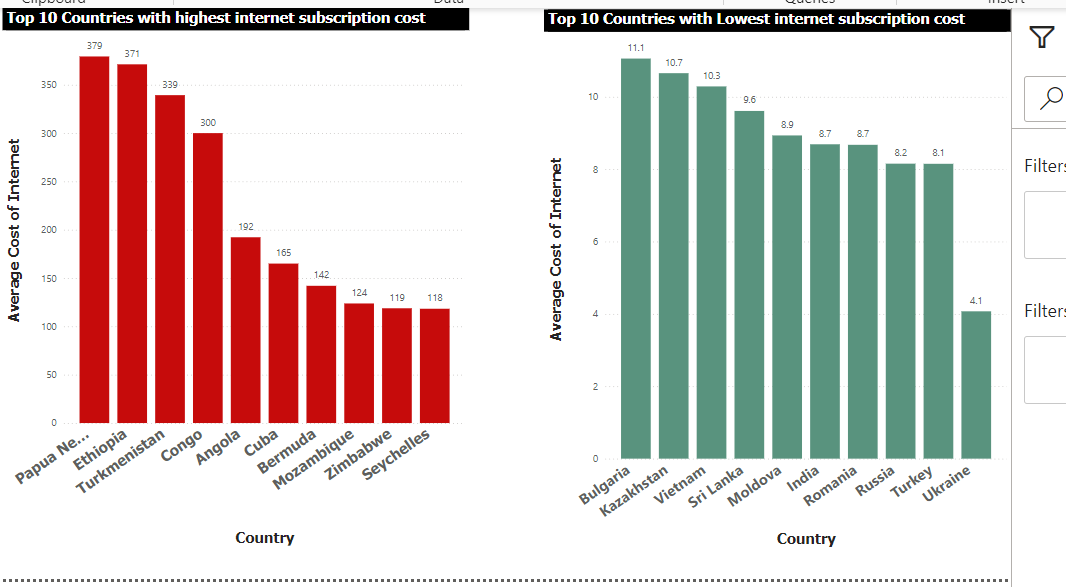 Clipboard
Data
Queries
Insert
Top 10 Countries with highest internet subscription cost
Average Cost of Internet
350
300
250
200
150
100
50
0
379
371
339
300
192
165
142
124
119
118
Papua Ne...
Ethiopia
Turkmenistan
Congo
Angola
Cuba
Bermuda
Mozambique
Zimbabwe
Seychelles
Country
Top 10 Countries with Lowest internet subscription cost
Average Cost of Internet
10
8
6
4
2
0
11.1
10.7
10.3
9.6
8.9
8.7
8.7
8.2
8.1
4.1
Bulgaria
Kazakhstan
Vietnam
Sri Lanka
Moldova
India
Romania
Russia
Turkey
Ukraine
Country
Filters
Filters